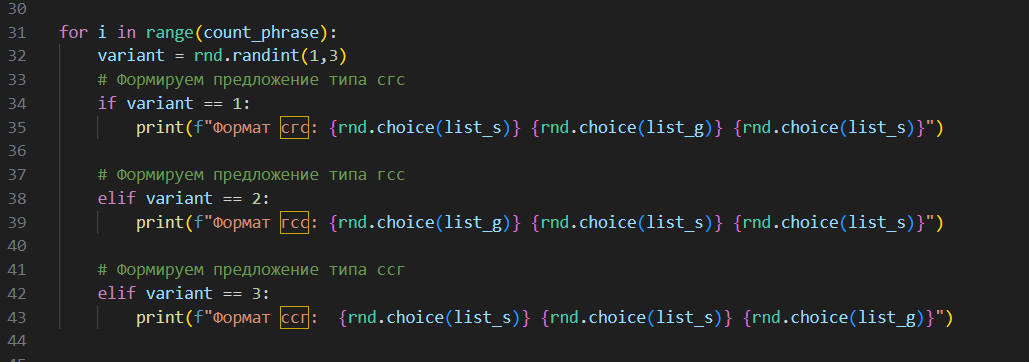 30
31 for i in range(count_phrase):
32     variant = rnd.randint(1,3)
33     # Формируем предложение типа сгс
34     if variant == 1:
35         print(f"Формат сгс: {rnd.choice(list_s)} {rnd.choice(list_g)} {rnd.choice(list_s)}")
36
37     # Формируем предложение типа гсс
38     elif variant == 2:
39         print(f"Формат гсс: {rnd.choice(list_g)} {rnd.choice(list_s)} {rnd.choice(list_s)}")
40
41     # Формируем предложение типа ссг
42     elif variant == 3:
43         print(f"Формат ссг:  {rnd.choice(list_s)} {rnd.choice(list_s)} {rnd.choice(list_g)}")
44